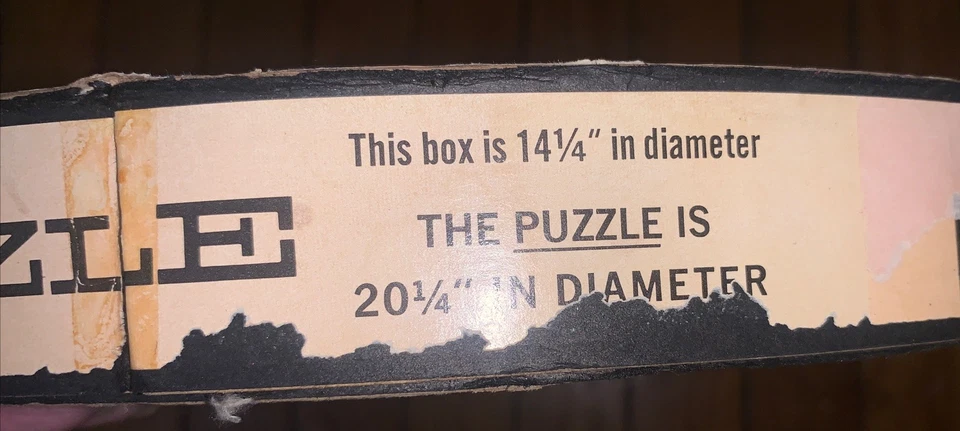 ZLE
This box is 14¼" in diameter
THE PUZZLE IS
20¼" IN DIAMETER